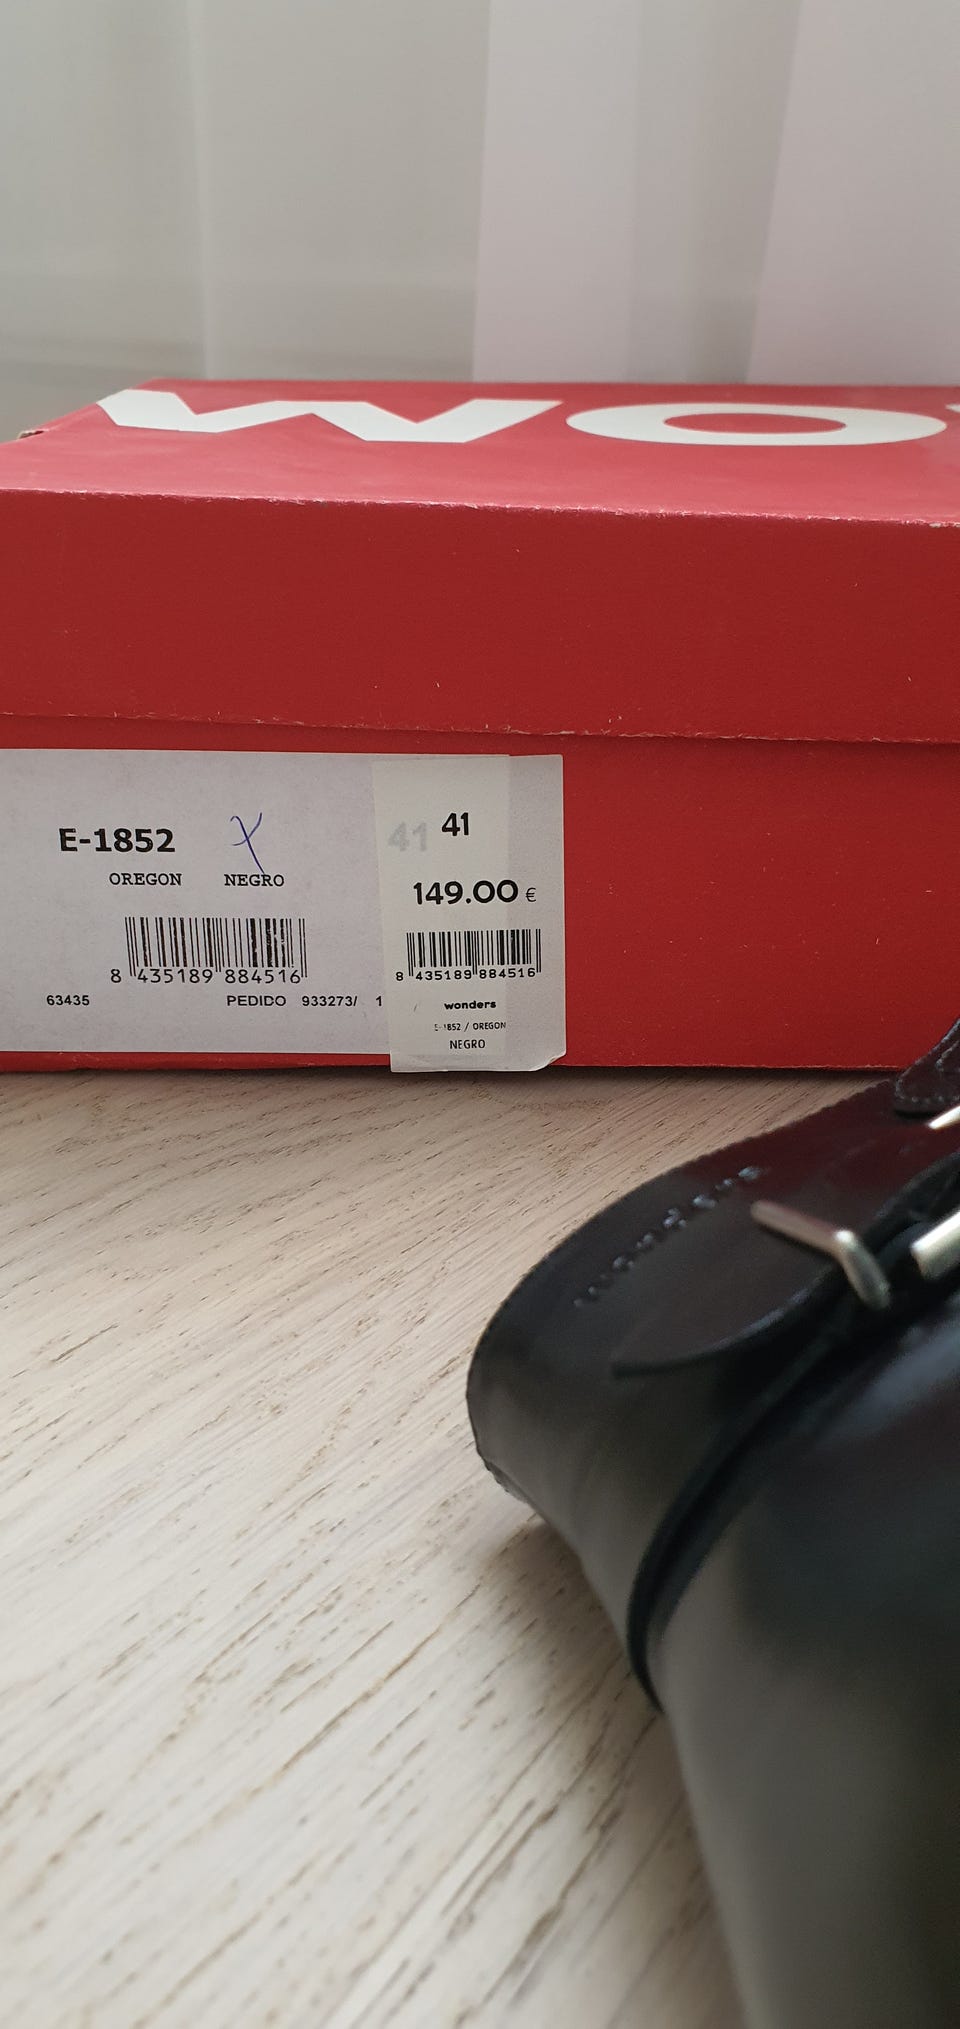 WO
E-1852
OREGON NEGRO
8 435189 884516
63435 PEDIDO 933273/ 1
41 41
149.00 €
8 435189 884516
wonders
E-1852 / OREGON
NEGRO
wonders